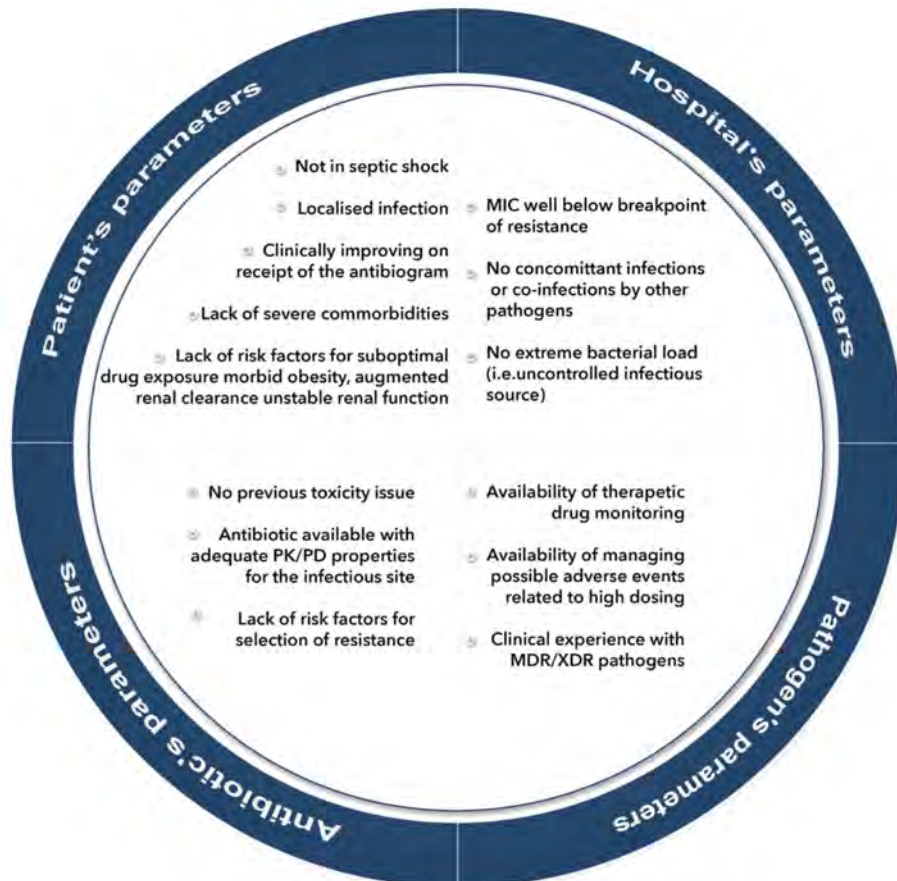 Patient's parameters
Not in septic shock
Localised infection
Clinically improving on
receipt of the antibiogram
Lack of severe commorbidities
Lack of risk factors for suboptimal
drug exposure morbid obesity, augmented
renal clearance unstable renal function
Hospital's parameters
MIC well below breakpoint
of resistance
No concomittant infections
or co-infections by other
pathogens
No extreme bacterial load
(i.e.uncontrolled infectious
source)
Antibiotic's parameters
No previous toxicity issue
Antibiotic available with
adequate PK/PD properties
for the infectious site
Lack of risk factors for
selection of resistance
Pathogen's parameters
Availability of therapetic
drug monitoring
Availability of managing
possible adverse events
related to high dosing
Clinical experience with
MDR/XDR pathogens